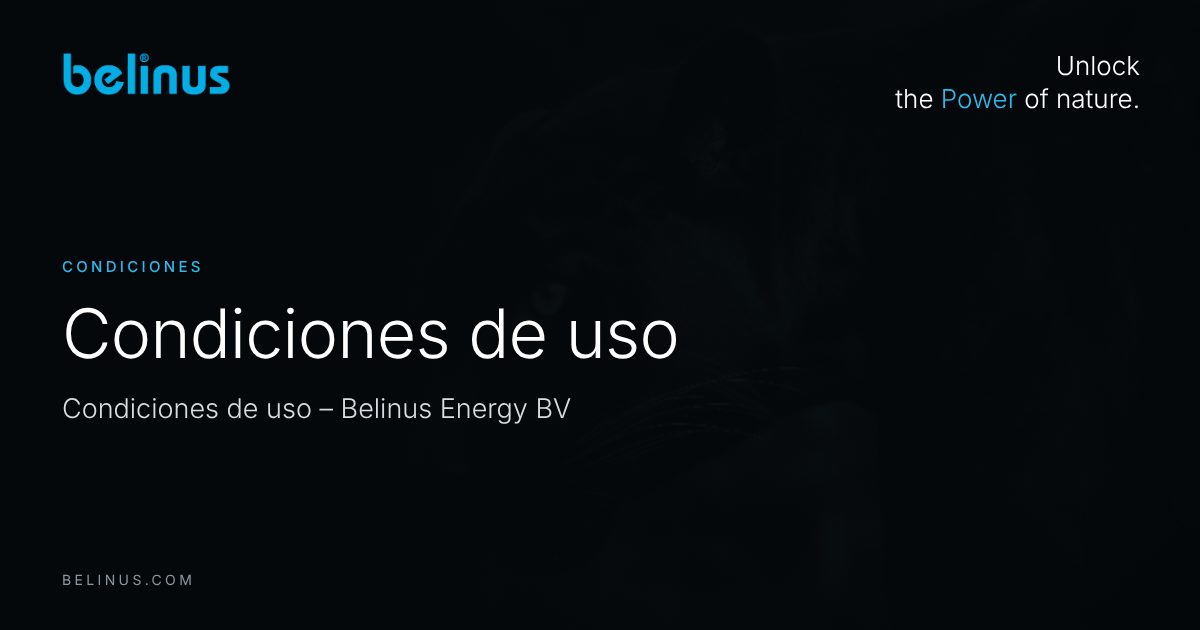 belinus®
Unlock
the Power of nature.
CONDICIONES
Condiciones de uso
Condiciones de uso – Belinus Energy BV
BELINUS.COM